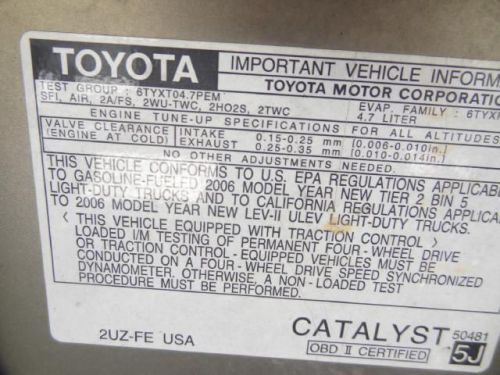 TOYOTA IMPORTANT VEHICLE INFORM
TOYOTA MOTOR CORPORATIO
TEST GROUP : 6TYXT04.7PEM EVAP. FAMILY : 6TYX
SFI, AIR, 2A/FS, 2WU-TWC, 2HO2S, 2TWC 4.7 LITER
ENGINE TUNE-UP SPECIFICATIONS FOR ALL ALTITUDES
VALVE CLEARANCE INTAKE 0.15-0.25 mm [0.006-0.010in.]
(ENGINE AT COLD) EXHAUST 0.25-0.35 mm [0.010-0.014in.]
NO OTHER ADJUSTMENTS NEEDED.
THIS VEHICLE CONFORMS TO U.S. EPA REGULATIONS APPLICAB
TO GASOLINE-FUELED 2006 MODEL YEAR NEW TIER 2 BIN 5
LIGHT-DUTY TRUCKS AND TO CALIFORNIA REGULATIONS APPLICA
TO 2006 MODEL YEAR NEW LEV-II ULEV LIGHT-DUTY TRUCKS.
< THIS VEHICLE EQUIPPED WITH TRACTION CONTROL >
LOADED I/M TESTING OF PERMANENT FOUR-WHEEL DRIVE
OR TRACTION CONTROL-EQUIPPED VEHICLES MUST BE
CONDUCTED ON A FOUR-WHEEL DRIVE SPEED SYNCHRONIZED
DYNAMOMETER. OTHERWISE, A NON-LOADED TEST
PROCEDURE MUST BE PERFORMED.
2UZ-FE USA CATALYST 50481
OBD II CERTIFIED 5J